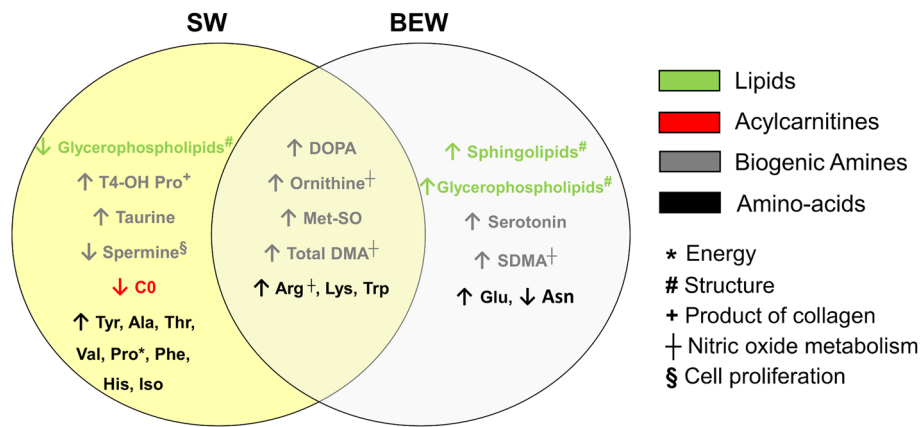 SW
BEW
↓ Glycerophospholipids#
↑ T4-OH Pro+
↑ Taurine
↓ Spermine§
↓ C0
↑ Tyr, Ala, Thr,
Val, Pro*, Phe,
His, Iso
↑ DOPA
↑ Ornithine┼
↑ Met-SO
↑ Total DMA┼
↑ Arg ┼, Lys, Trp
↑ Sphingolipids#
↑ Glycerophospholipids#
↑ Serotonin
↑ SDMA┼
↑ Glu, ↓ Asn
Lipids
Acylcarnitines
Biogenic Amines
Amino-acids
* Energy
# Structure
+ Product of collagen
┼ Nitric oxide metabolism
§ Cell proliferation